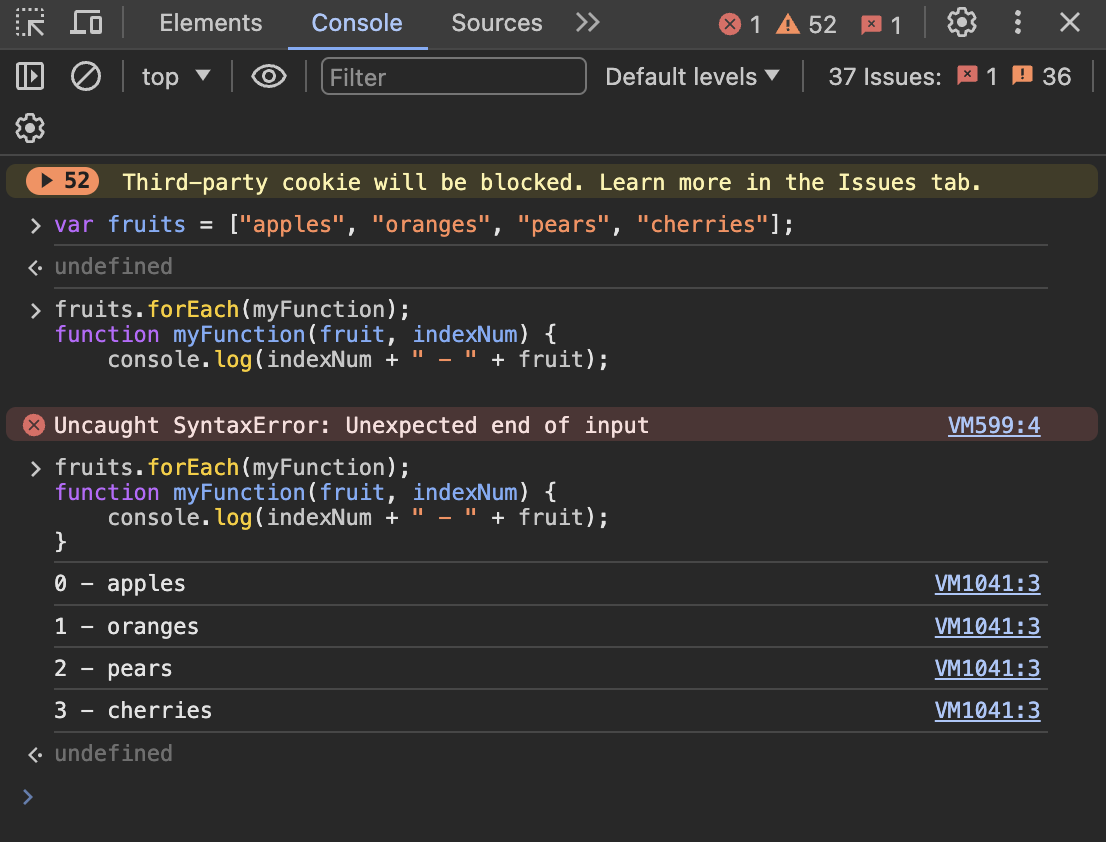 Elements Console Sources 1 52 1
top Filter Default levels 37 Issues: 1 36
52 Third-party cookie will be blocked. Learn more in the Issues tab.
> var fruits = ["apples", "oranges", "pears", "cherries"];
undefined
> fruits.forEach(myFunction);
function myFunction(fruit, indexNum) {
    console.log(indexNum + " - " + fruit);
Uncaught SyntaxError: Unexpected end of input VM599:4
> fruits.forEach(myFunction);
function myFunction(fruit, indexNum) {
    console.log(indexNum + " - " + fruit);
}
0 - apples VM1041:3
1 - oranges VM1041:3
2 - pears VM1041:3
3 - cherries VM1041:3
undefined
>